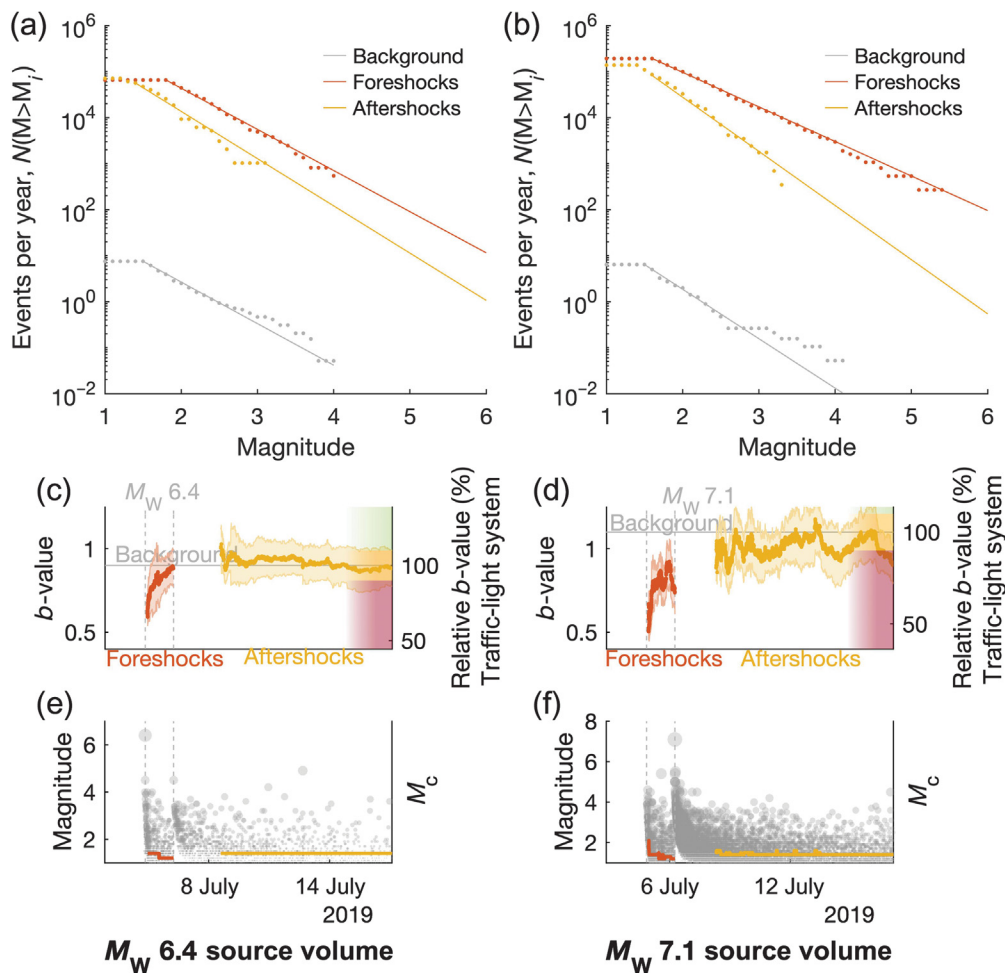 (a)
10^6
10^4
10^2
10^0
10^-2
Events per year, N(M>M_i)
Background
Foreshocks
Aftershocks
1 2 3 4 5 6
Magnitude
(b)
10^6
10^4
10^2
10^0
10^-2
Events per year, N(M>M_i)
Background
Foreshocks
Aftershocks
1 2 3 4 5 6
Magnitude
(c)
M_W 6.4
1
0.5
b-value
Background
100
50
Relative b-value (%)
Traffic-light system
Foreshocks
Aftershocks
(d)
M_W 7.1
1
0.5
b-value
Background
100
50
Relative b-value (%)
Traffic-light system
Foreshocks
Aftershocks
(e)
6
4
2
Magnitude
M_c
8 July 14 July
2019
M_W 6.4 source volume
(f)
8
6
4
2
Magnitude
M_c
6 July 12 July
2019
M_W 7.1 source volume